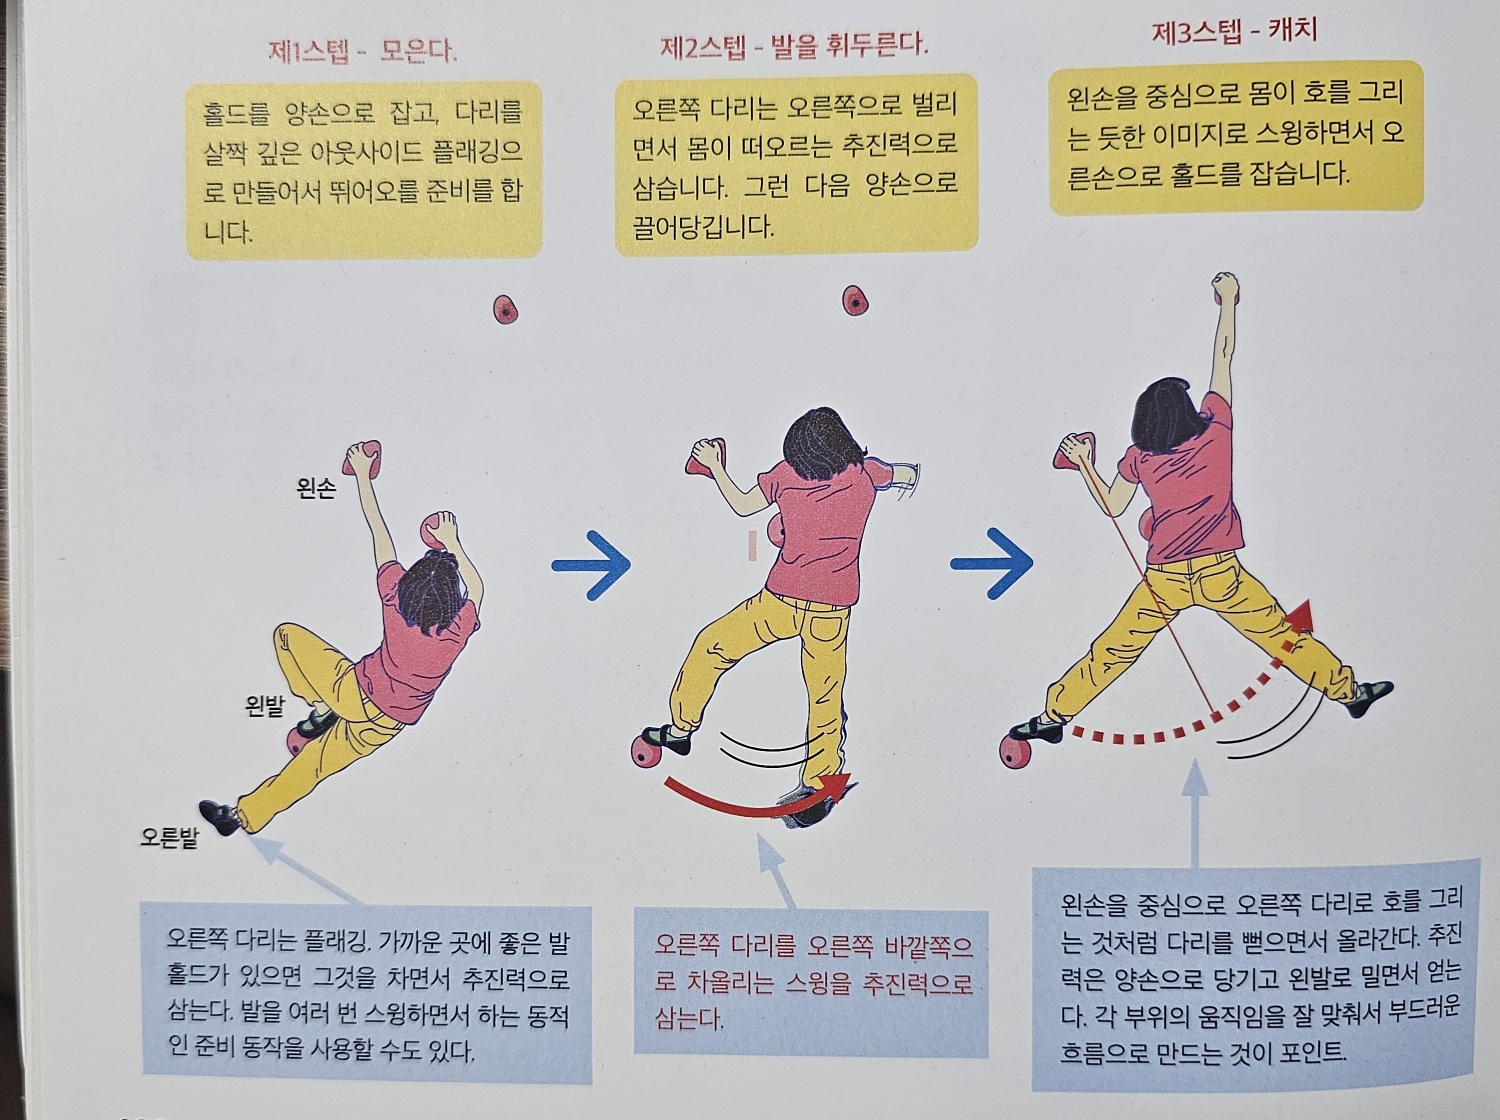 제1스텝 - 모은다.
홀드를 양손으로 잡고, 다리를
살짝 깊은 아웃사이드 플래깅으
로 만들어서 뛰어오를 준비를 합
니다.
제2스텝 - 발을 휘두른다.
오른쪽 다리는 오른쪽으로 벌리
면서 몸이 떠오르는 추진력으로
삼습니다. 그런 다음 양손으로
끌어당깁니다.
제3스텝 - 캐치
왼손을 중심으로 몸이 호를 그리
는 듯한 이미지로 스윙하면서 오
른손으로 홀드를 잡습니다.
왼손
왼발
오른발
오른쪽 다리는 플래깅. 가까운 곳에 좋은 발
홀드가 있으면 그것을 차면서 추진력으로
삼는다. 발을 여러 번 스윙하면서 하는 동적
인 준비 동작을 사용할 수도 있다.
오른쪽 다리를 오른쪽 바깥쪽으
로 차올리는 스윙을 추진력으로
삼는다.
왼손을 중심으로 오른쪽 다리로 호를 그리
는 것처럼 다리를 뻗으면서 올라간다. 추진
력은 양손으로 당기고 왼발로 밀면서 얻는
다. 각 부위의 움직임을 잘 맞춰서 부드러운
흐름으로 만드는 것이 포인트.